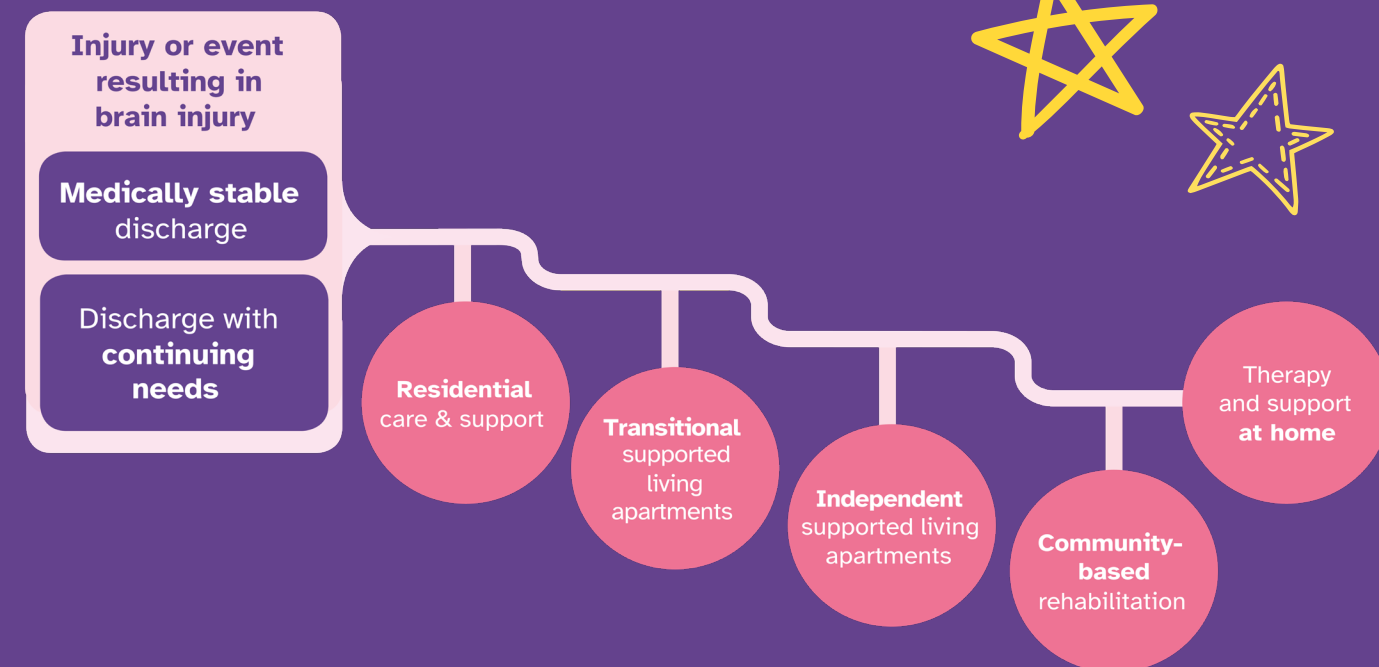 Injury or event
resulting in
brain injury
Medically stable
discharge
Discharge with
continuing
needs
Residential
care & support
Transitional
supported
living
apartments
Independent
supported living
apartments
Community-
based
rehabilitation
Therapy
and support
at home